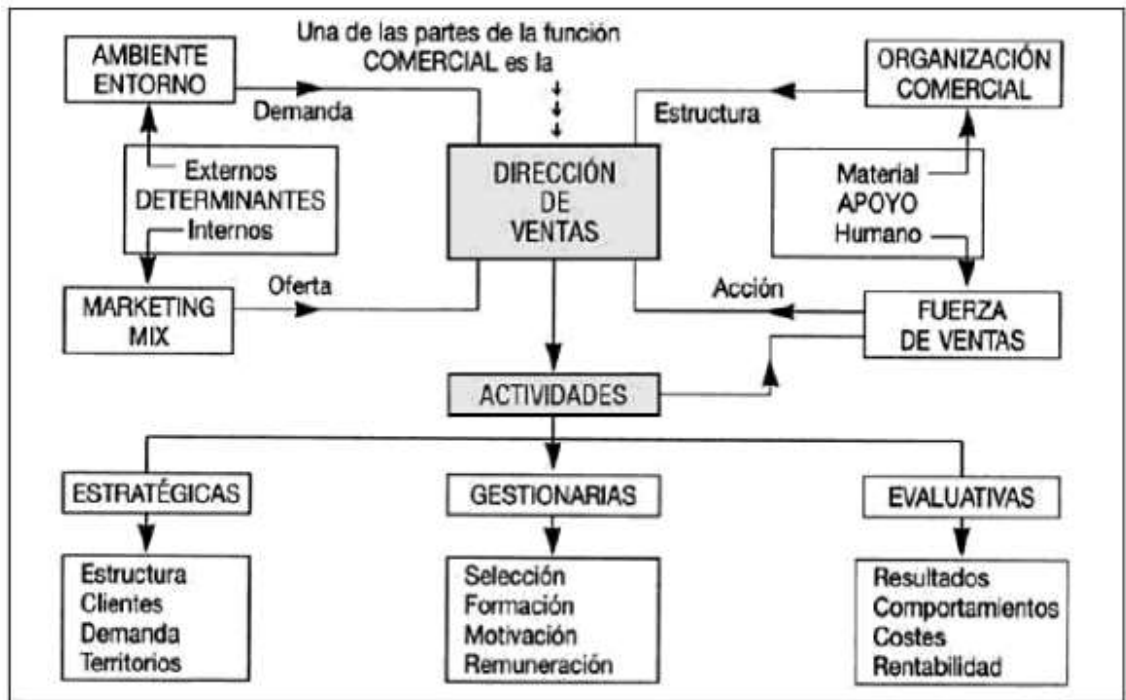 Una de las partes de la función
COMERCIAL es la
AMBIENTE
ENTORNO
Demanda
Externos
DETERMINANTES
Internos
MARKETING
MIX
Oferta
DIRECCIÓN
DE
VENTAS
ORGANIZACIÓN
COMERCIAL
Estructura
Material
APOYO
Humano
Acción
FUERZA
DE VENTAS
ACTIVIDADES
ESTRATÉGICAS
Estructura
Clientes
Demanda
Territorios
GESTIONARIAS
Selección
Formación
Motivación
Remuneración
EVALUATIVAS
Resultados
Comportamientos
Costes
Rentabilidad